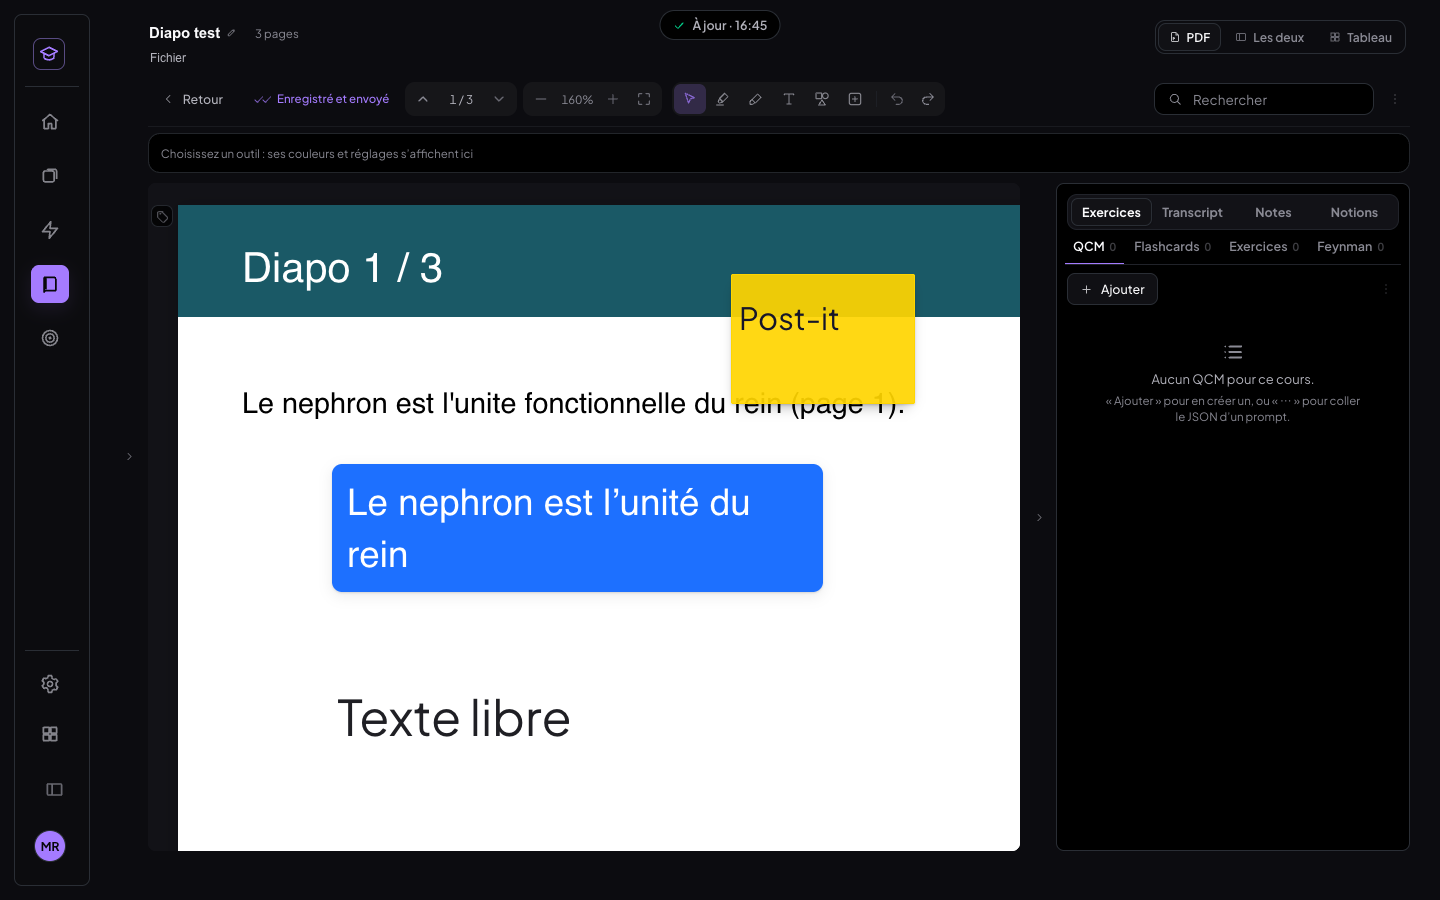 Diapo test
3 pages
À jour · 16:45
PDF
Les deux
Tableau
Fichier
Retour
Enregistré et envoyé
1 / 3
160%
Rechercher
Choisissez un outil : ses couleurs et réglages s’affichent ici
Diapo 1 / 3
Post-it
Le nephron est l'unite fonctionnelle du rein (page 1).
Le nephron est l’unité du
rein
Texte libre
Exercices
Transcript
Notes
Notions
QCM 0
Flashcards 0
Exercices 0
Feynman 0
Ajouter
Aucun QCM pour ce cours.
« Ajouter » pour en créer un, ou « ··· » pour coller
le JSON d’un prompt.
MR